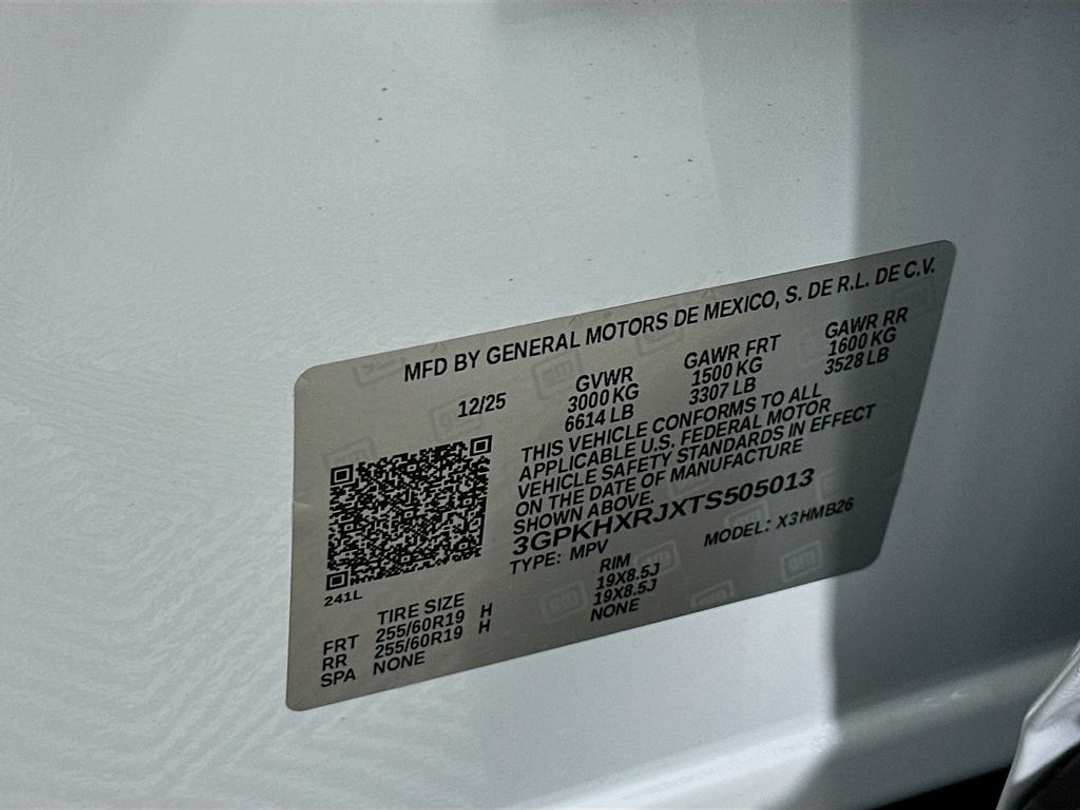 MFD BY GENERAL MOTORS DE MEXICO, S. DE R.L. DE C.V.
12/25 GVWR GAWR FRT GAWR RR
3000 KG 1500 KG 1600 KG
6614 LB 3307 LB 3528 LB
THIS VEHICLE CONFORMS TO ALL
APPLICABLE U.S. FEDERAL MOTOR
VEHICLE SAFETY STANDARDS IN EFFECT
ON THE DATE OF MANUFACTURE
SHOWN ABOVE.
3GPKHXRJXTS505013
TYPE: MPV MODEL: X3HMB26
241L
TIRE SIZE RIM
FRT 255/60R19 H 19X8.5J
RR 255/60R19 H 19X8.5J
SPA NONE NONE